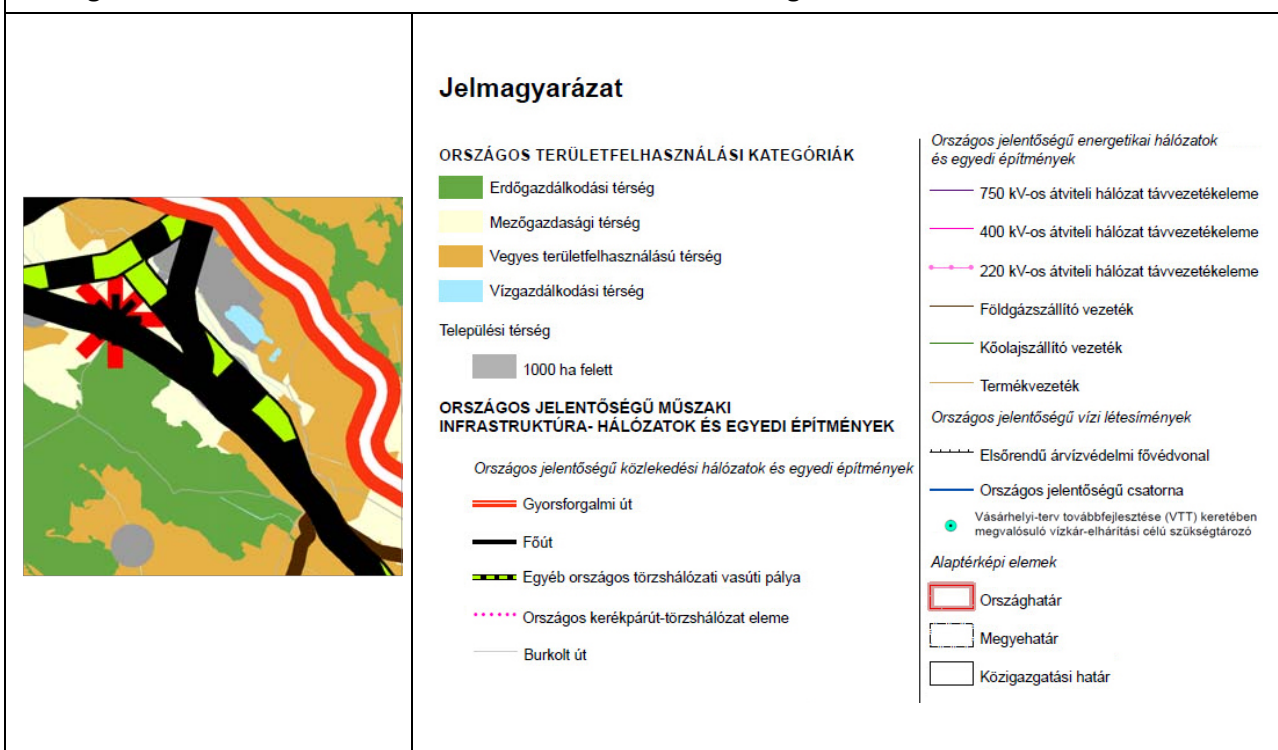 Jelmagyarázat
ORSZÁGOS TERÜLETFELHASZNÁLÁSI KATEGÓRIÁK
Erdőgazdálkodási térség
Mezőgazdasági térség
Vegyes területfelhasználású térség
Vízgazdálkodási térség
Települési térség
1000 ha felett
ORSZÁGOS JELENTŐSÉGŰ MŰSZAKI
INFRASTRUKTÚRA- HÁLÓZATOK ÉS EGYEDI ÉPÍTMÉNYEK
Országos jelentőségű közlekedési hálózatok és egyedi építmények
Gyorsforgalmi út
Főút
Egyéb országos törzshálózati vasúti pálya
Országos kerékpárút-törzshálózat eleme
Burkolt út
Országos jelentőségű energetikai hálózatok
és egyedi építmények
750 kV-os átviteli hálózat távvezetékeleme
400 kV-os átviteli hálózat távvezetékeleme
220 kV-os átviteli hálózat távvezetékeleme
Földgázszállító vezeték
Kőolajszállító vezeték
Termékvezeték
Országos jelentőségű vízi létesímények
Elsőrendű árvízvédelmi fővédvonal
Országos jelentőségű csatorna
Vásárhelyi-terv továbbfejlesztése (VTT) keretében
megvalósuló vízkár-elhárítási célú szükségtározó
Alaptérképi elemek
Országhatár
Megyehatár
Közigazgatási határ